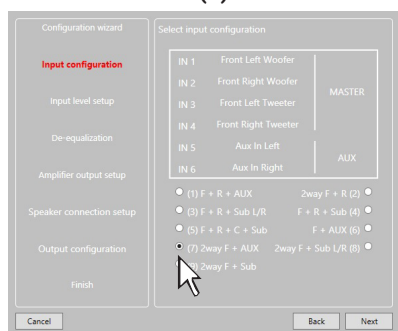 Configuration wizard
Input configuration
Input level setup
De-equalization
Amplifier output setup
Speaker connection setup
Output configuration
Finish
Select input configuration
IN 1 Front Left Woofer
IN 2 Front Right Woofer
IN 3 Front Left Tweeter
IN 4 Front Right Tweeter
MASTER
IN 5 Aux In Left
IN 6 Aux In Right
AUX
(1) F + R + AUX 2way F + R (2)
(3) F + R + Sub L/R F + R + Sub (4)
(5) F + R + C + Sub F + AUX (6)
(7) 2way F + AUX 2way F + Sub L/R (8)
2way F + Sub
Cancel Back Next